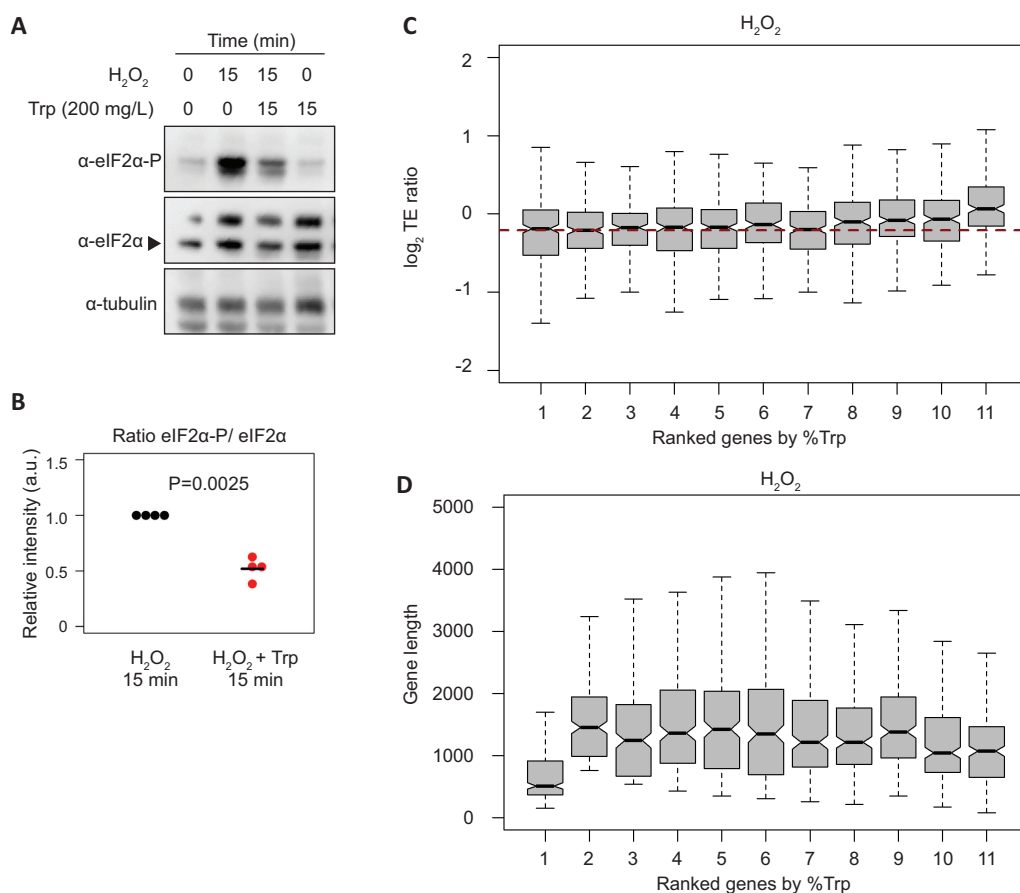 A
Time (min)
H₂O₂ 0 15 15 0
Trp (200 mg/L) 0 0 15 15
α-eIF2α-P
α-eIF2α
α-tubulin
B
Ratio eIF2α-P/ eIF2α
Relative intensity (a.u.)
1.5
1.0
0.5
0
P=0.0025
H₂O₂ H₂O₂ + Trp
15 min 15 min
C
H₂O₂
log₂ TE ratio
2
1
0
-1
-2
1 2 3 4 5 6 7 8 9 10 11
Ranked genes by %Trp
D
H₂O₂
Gene length
5000
4000
3000
2000
1000
0
1 2 3 4 5 6 7 8 9 10 11
Ranked genes by %Trp